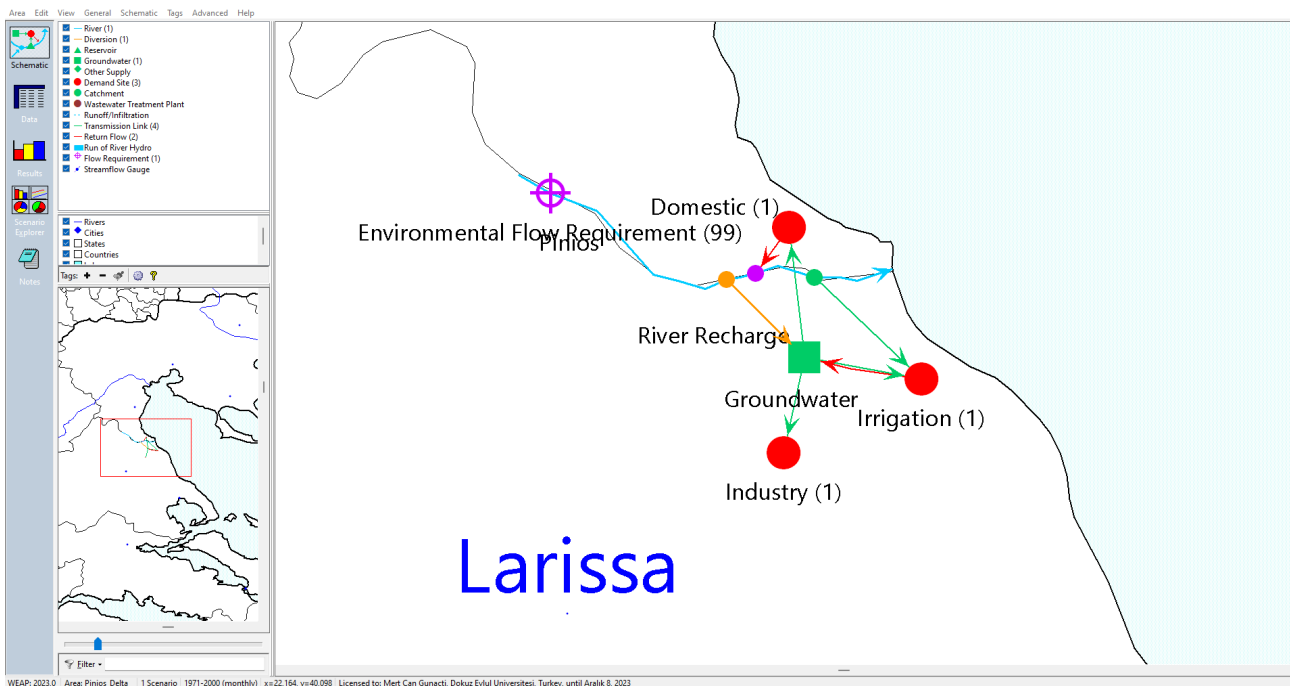 Area Edit View General Schematic Tags Advanced Help
Schematic
Data
Results
Scenario Explorer
Notes
River (1)
Diversion (1)
Reservoir
Groundwater (1)
Other Supply
Demand Site (3)
Catchment
Wastewater Treatment Plant
Runoff/Infiltration
Transmission Link (4)
Return Flow (2)
Run of River Hydro
Flow Requirement (1)
Streamflow Gauge
Rivers
Cities
States
Countries
Tags:
Filter
Domestic (1)
Environmental Flow Requirement (99)
Pinios
River Recharge
Groundwater
Irrigation (1)
Industry (1)
Larissa
WEAP: 2023.0 Area: Pinios_Delta 1 Scenario 1971-2000 (monthly) x=22.164, y=40.098 Licensed to: Mert Can Gunacti, Dokuz Eylul Universitesi, Turkey, until Aralık 8, 2023